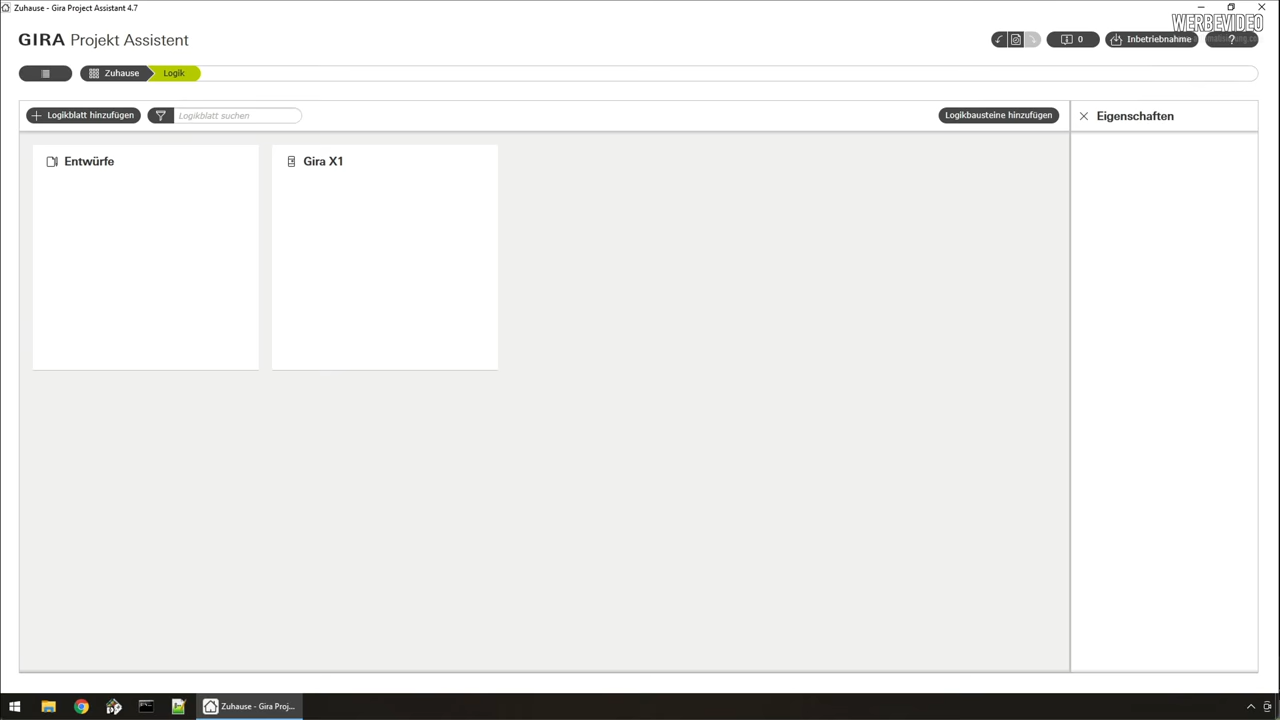 Zuhause - Gira Project Assistant 4.7
WERBEVIDEO
GIRA Projekt Assistent
0
Inbetriebnahme
?
Zuhause
Logik
Logikblatt hinzufügen
Logikblatt suchen
Logikbausteine hinzufügen
Eigenschaften
Entwürfe
Gira X1
Zuhause - Gira Proj...